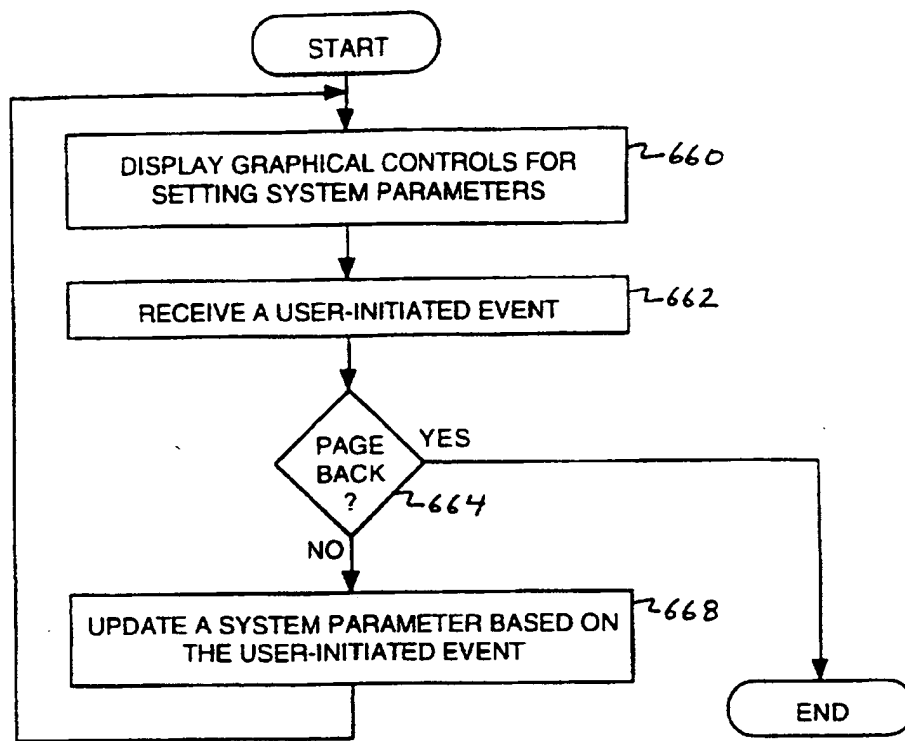 START
DISPLAY GRAPHICAL CONTROLS FOR
SETTING SYSTEM PARAMETERS
660
RECEIVE A USER-INITIATED EVENT
662
PAGE
BACK
?
YES
664
NO
UPDATE A SYSTEM PARAMETER BASED ON
THE USER-INITIATED EVENT
668
END